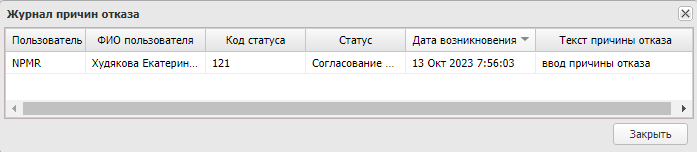 Журнал причин отказа
Пользователь ФИО пользователя Код статуса Статус Дата возникновения Текст причины отказа
NPMR Худякова Екатерин... 121 Согласование ... 13 Окт 2023 7:56:03 ввод причины отказа
Закрыть